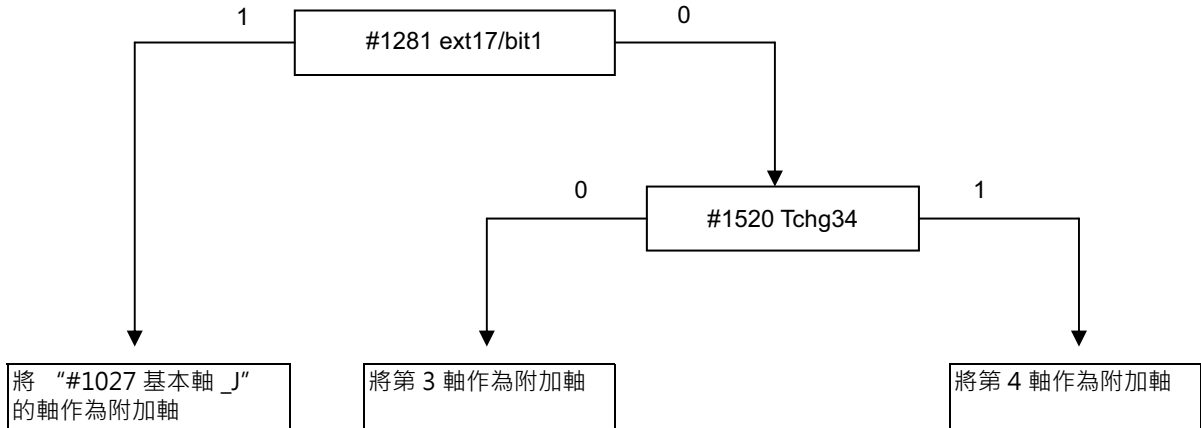 1
#1281 ext17/bit1
0
0
#1520 Tchg34
1
將 “#1027 基本軸 _J”
的軸作為附加軸
將第 3 軸作為附加軸
將第 4 軸作為附加軸